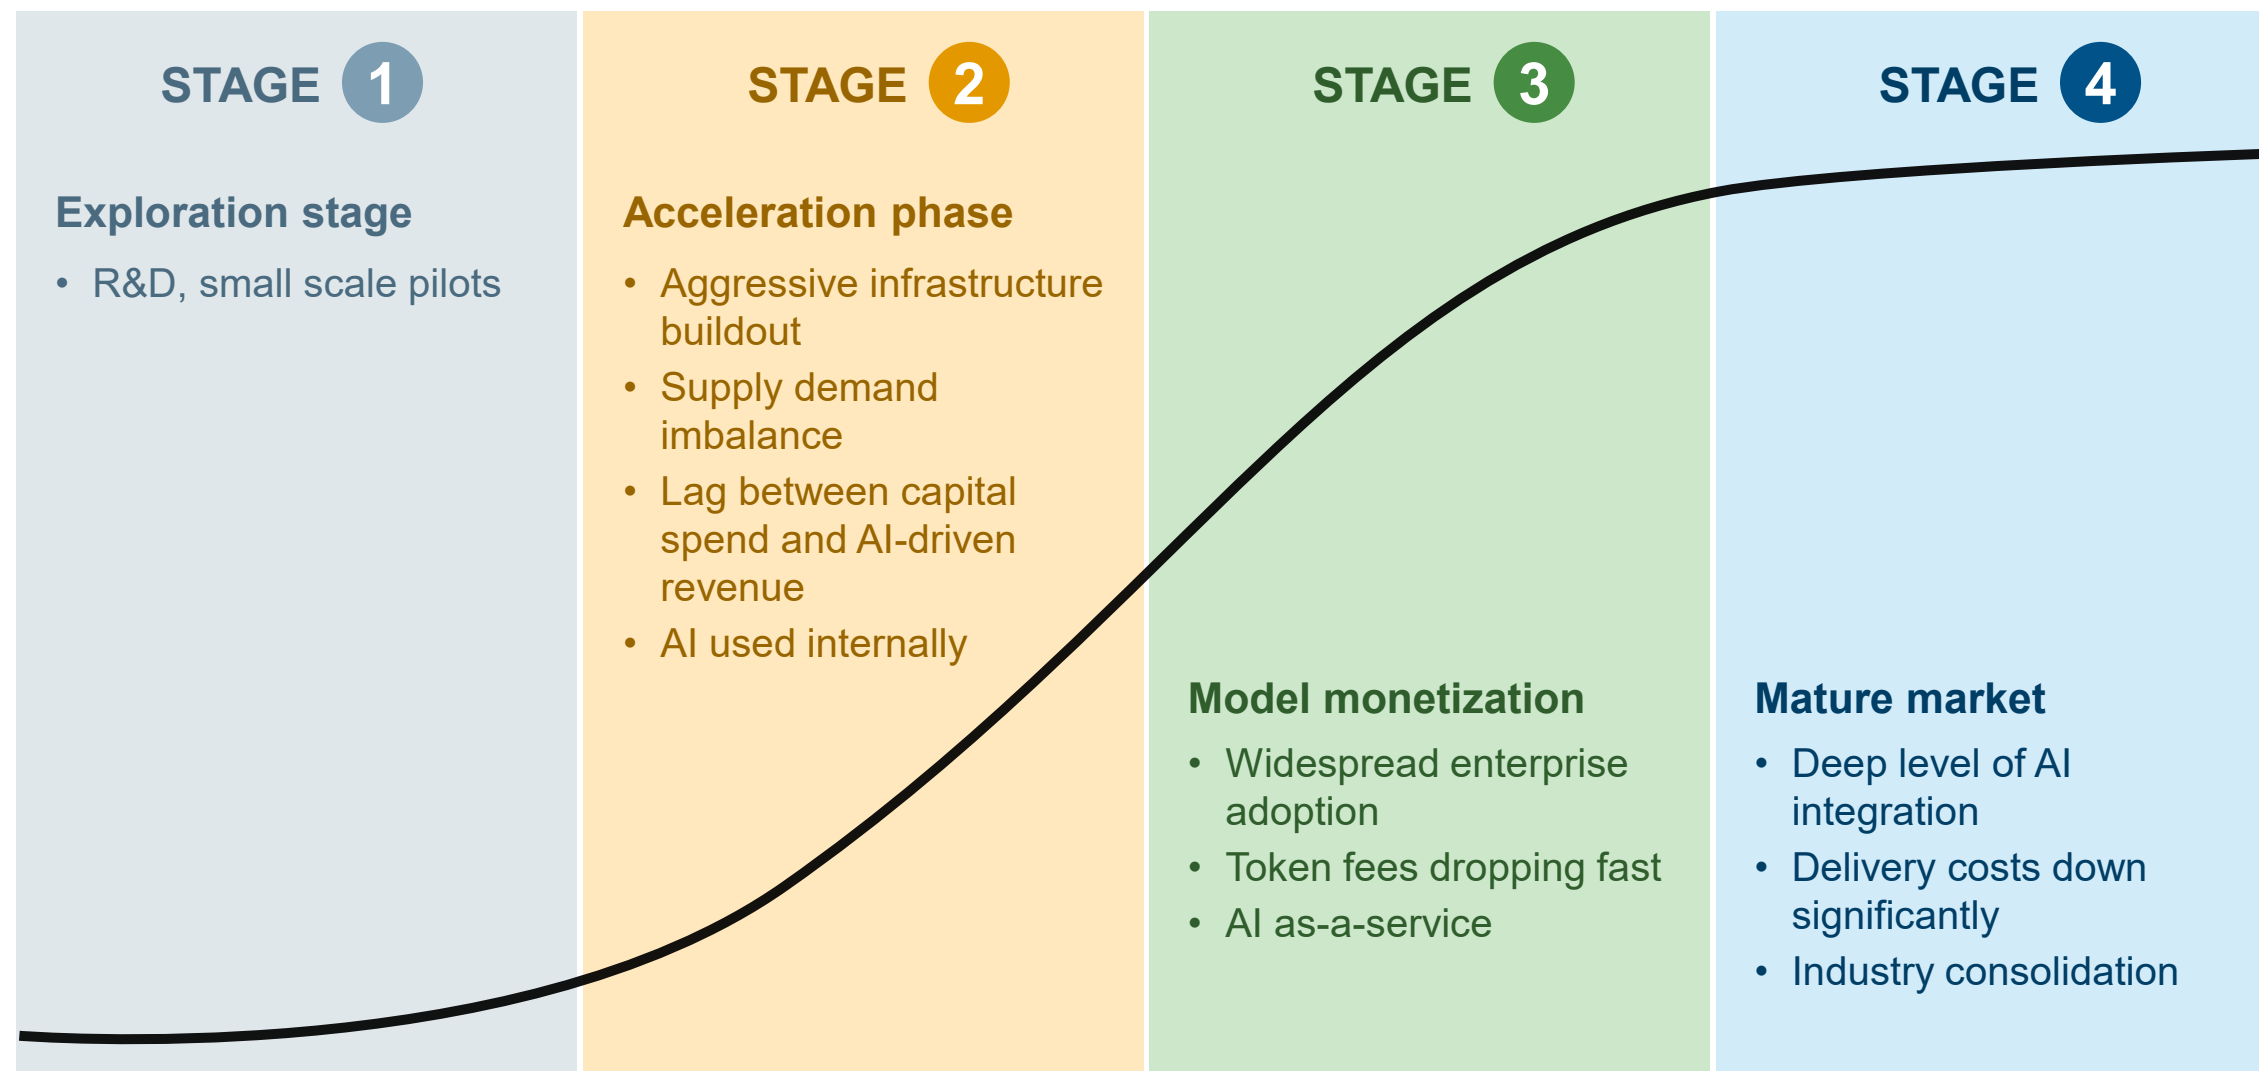 STAGE 1
Exploration stage
• R&D, small scale pilots
STAGE 2
Acceleration phase
• Aggressive infrastructure
buildout
• Supply demand
imbalance
• Lag between capital
spend and AI-driven
revenue
• AI used internally
STAGE 3
Model monetization
• Widespread enterprise
adoption
• Token fees dropping fast
• AI as-a-service
STAGE 4
Mature market
• Deep level of AI
integration
• Delivery costs down
significantly
• Industry consolidation